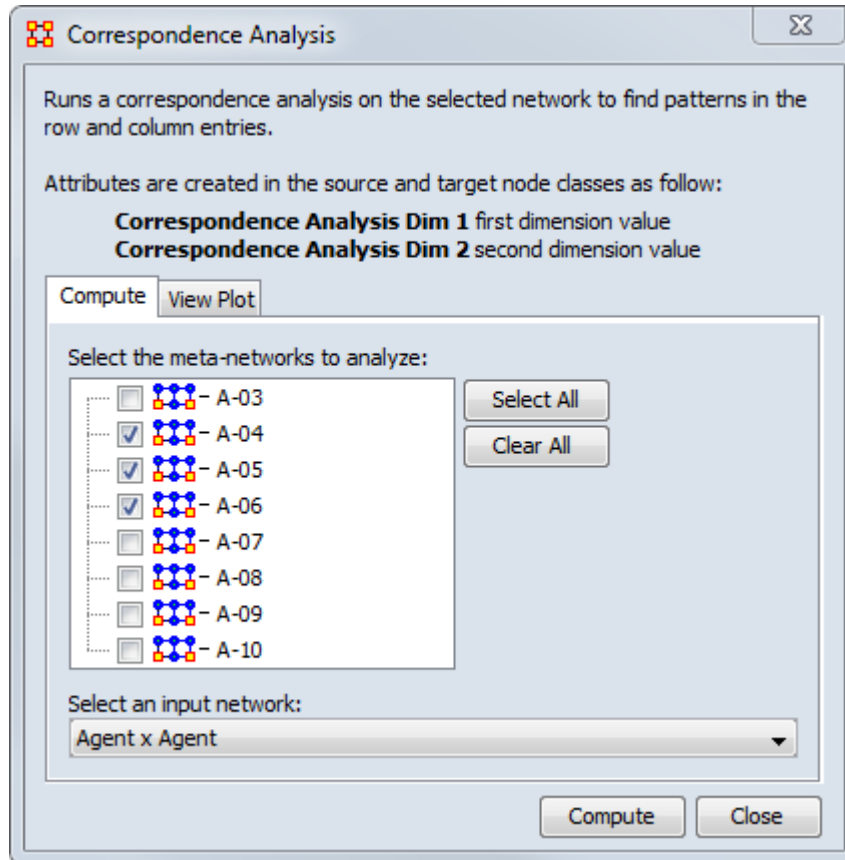 Correspondence Analysis
Runs a correspondence analysis on the selected network to find patterns in the
row and column entries.
Attributes are created in the source and target node classes as follow:
Correspondence Analysis Dim 1 first dimension value
Correspondence Analysis Dim 2 second dimension value
Compute View Plot
Select the meta-networks to analyze:
A-03
Select All
A-04
Clear All
A-05
A-06
A-07
A-08
A-09
A-10
Select an input network:
Agent x Agent
Compute Close